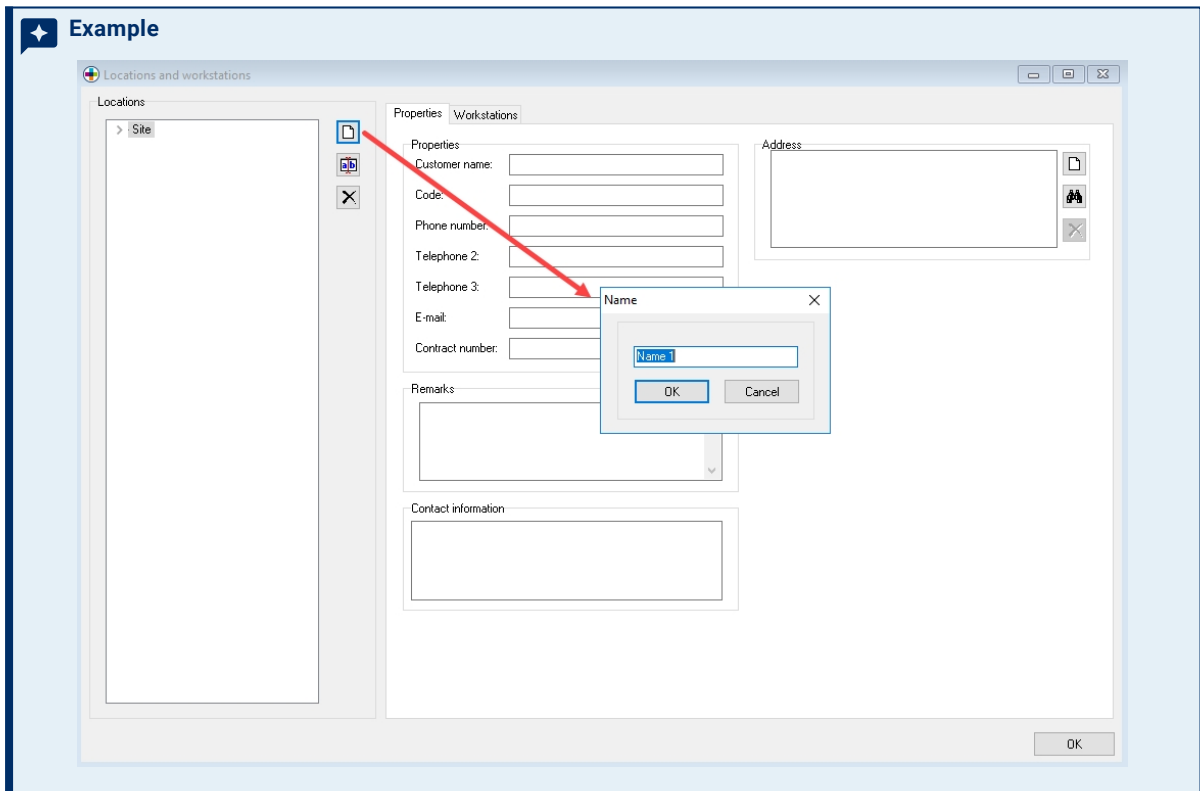 Example
Locations and workstations
Locations
Site
Properties Workstations
Properties
Customer name:
Code:
Phone number:
Telephone 2:
Telephone 3:
E-mail:
Contract number:
Remarks
Contact information
Address
Name
Name 1
OK Cancel
OK